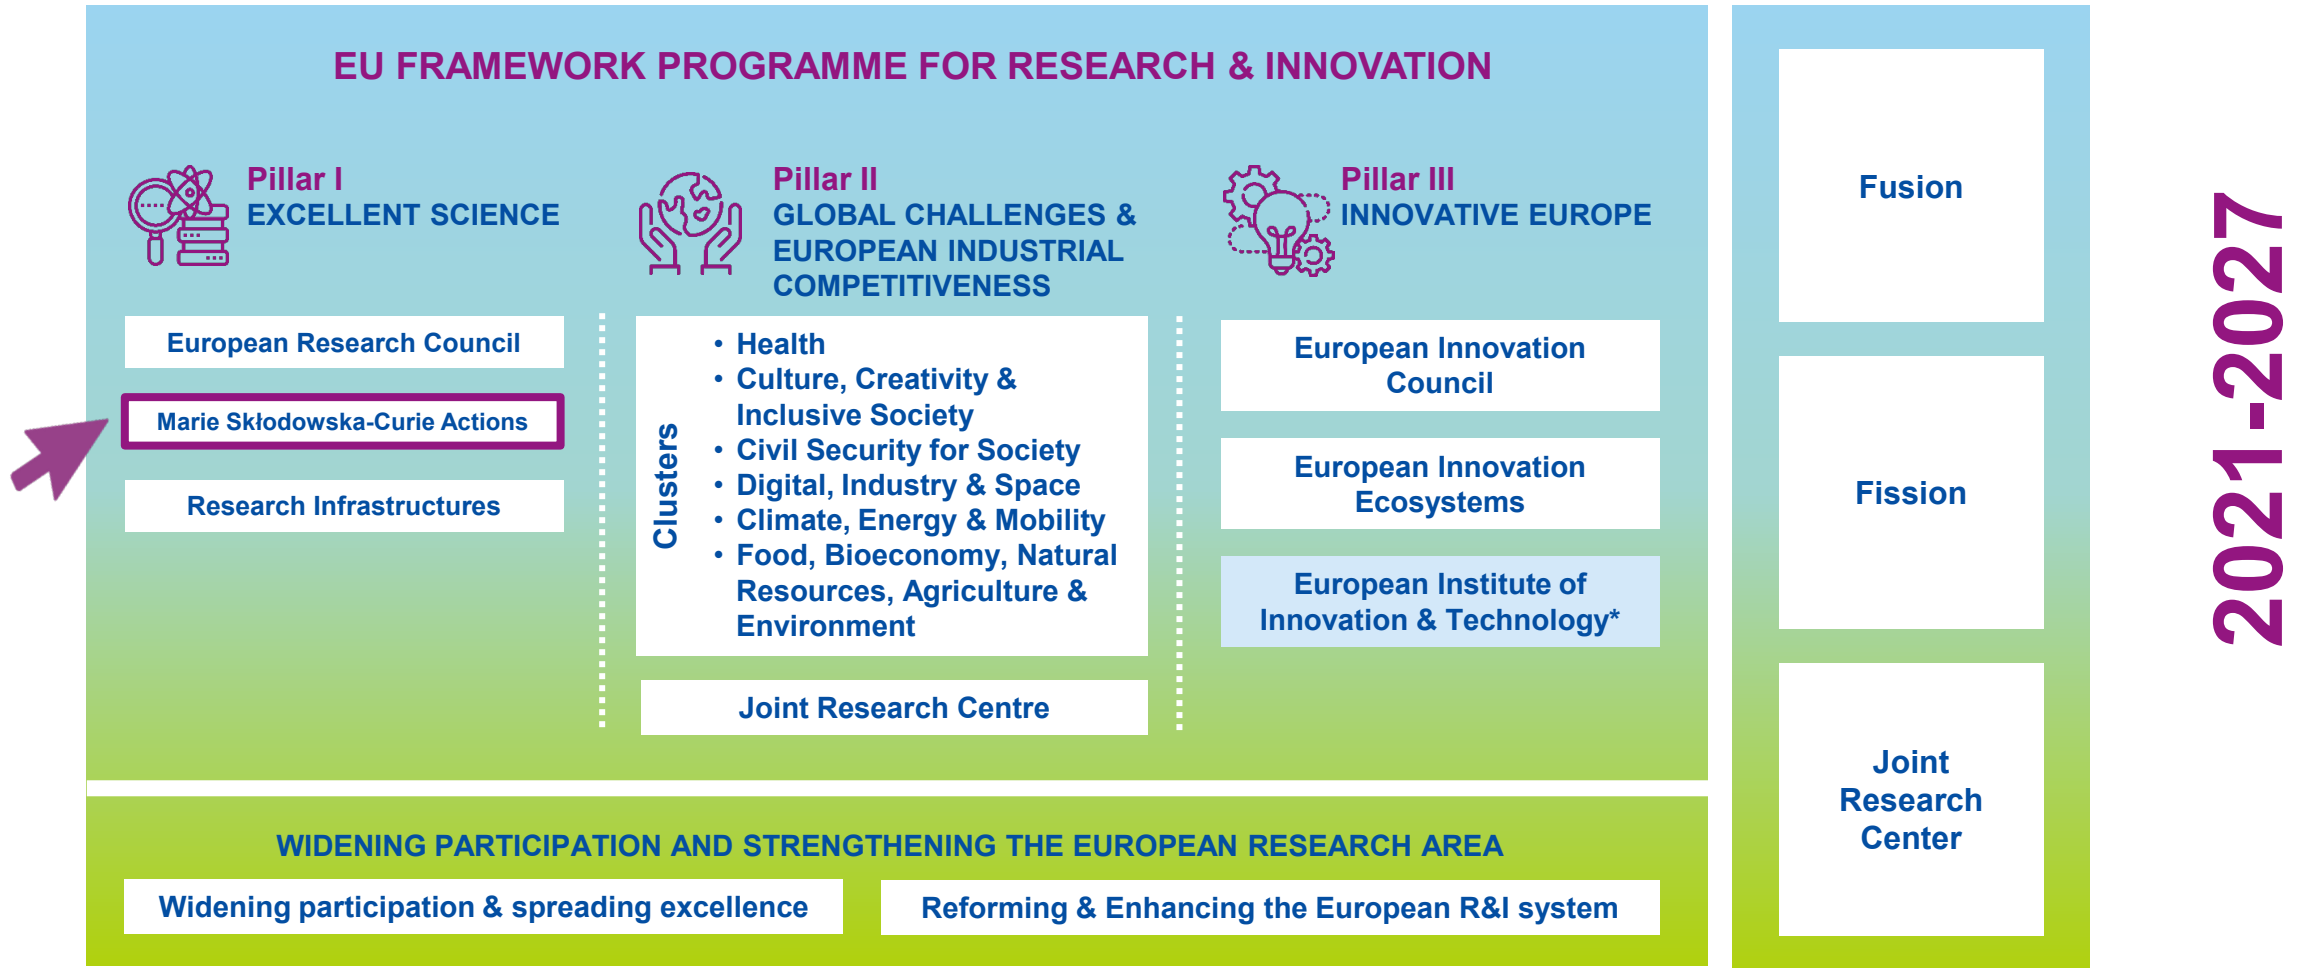 EU FRAMEWORK PROGRAMME FOR RESEARCH & INNOVATION
Pillar I
EXCELLENT SCIENCE
European Research Council
Marie Skłodowska-Curie Actions
Research Infrastructures
Pillar II
GLOBAL CHALLENGES &
EUROPEAN INDUSTRIAL
COMPETITIVENESS
Clusters
• Health
• Culture, Creativity &
Inclusive Society
• Civil Security for Society
• Digital, Industry & Space
• Climate, Energy & Mobility
• Food, Bioeconomy, Natural
Resources, Agriculture &
Environment
Joint Research Centre
Pillar III
INNOVATIVE EUROPE
European Innovation
Council
European Innovation
Ecosystems
European Institute of
Innovation & Technology*
WIDENING PARTICIPATION AND STRENGTHENING THE EUROPEAN RESEARCH AREA
Widening participation & spreading excellence
Reforming & Enhancing the European R&I system
Fusion
Fission
Joint
Research
Center
2021-2027